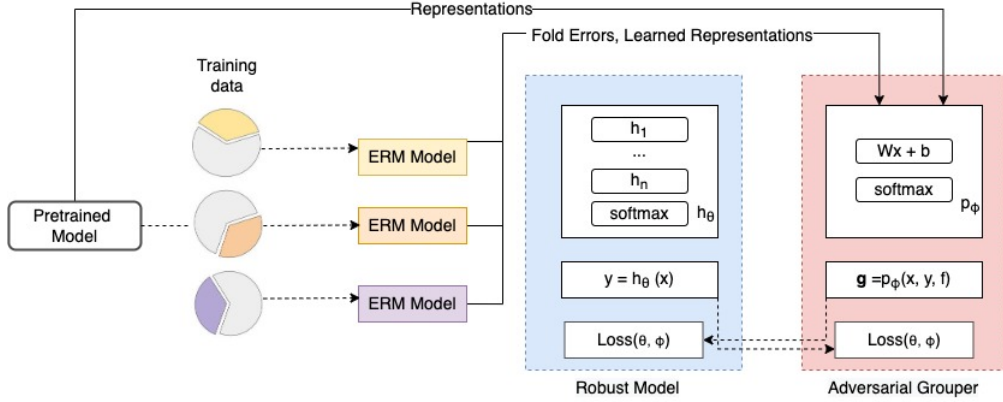 Representations
Fold Errors, Learned Representations
Training
data
ERM Model
ERM Model
ERM Model
Pretrained
Model
h1
...
hn
softmax
hθ
y = hθ (x)
Loss(θ, ϕ)
Robust Model
Wx + b
softmax
pϕ
g =pϕ(x, y, f)
Loss(θ, ϕ)
Adversarial Grouper